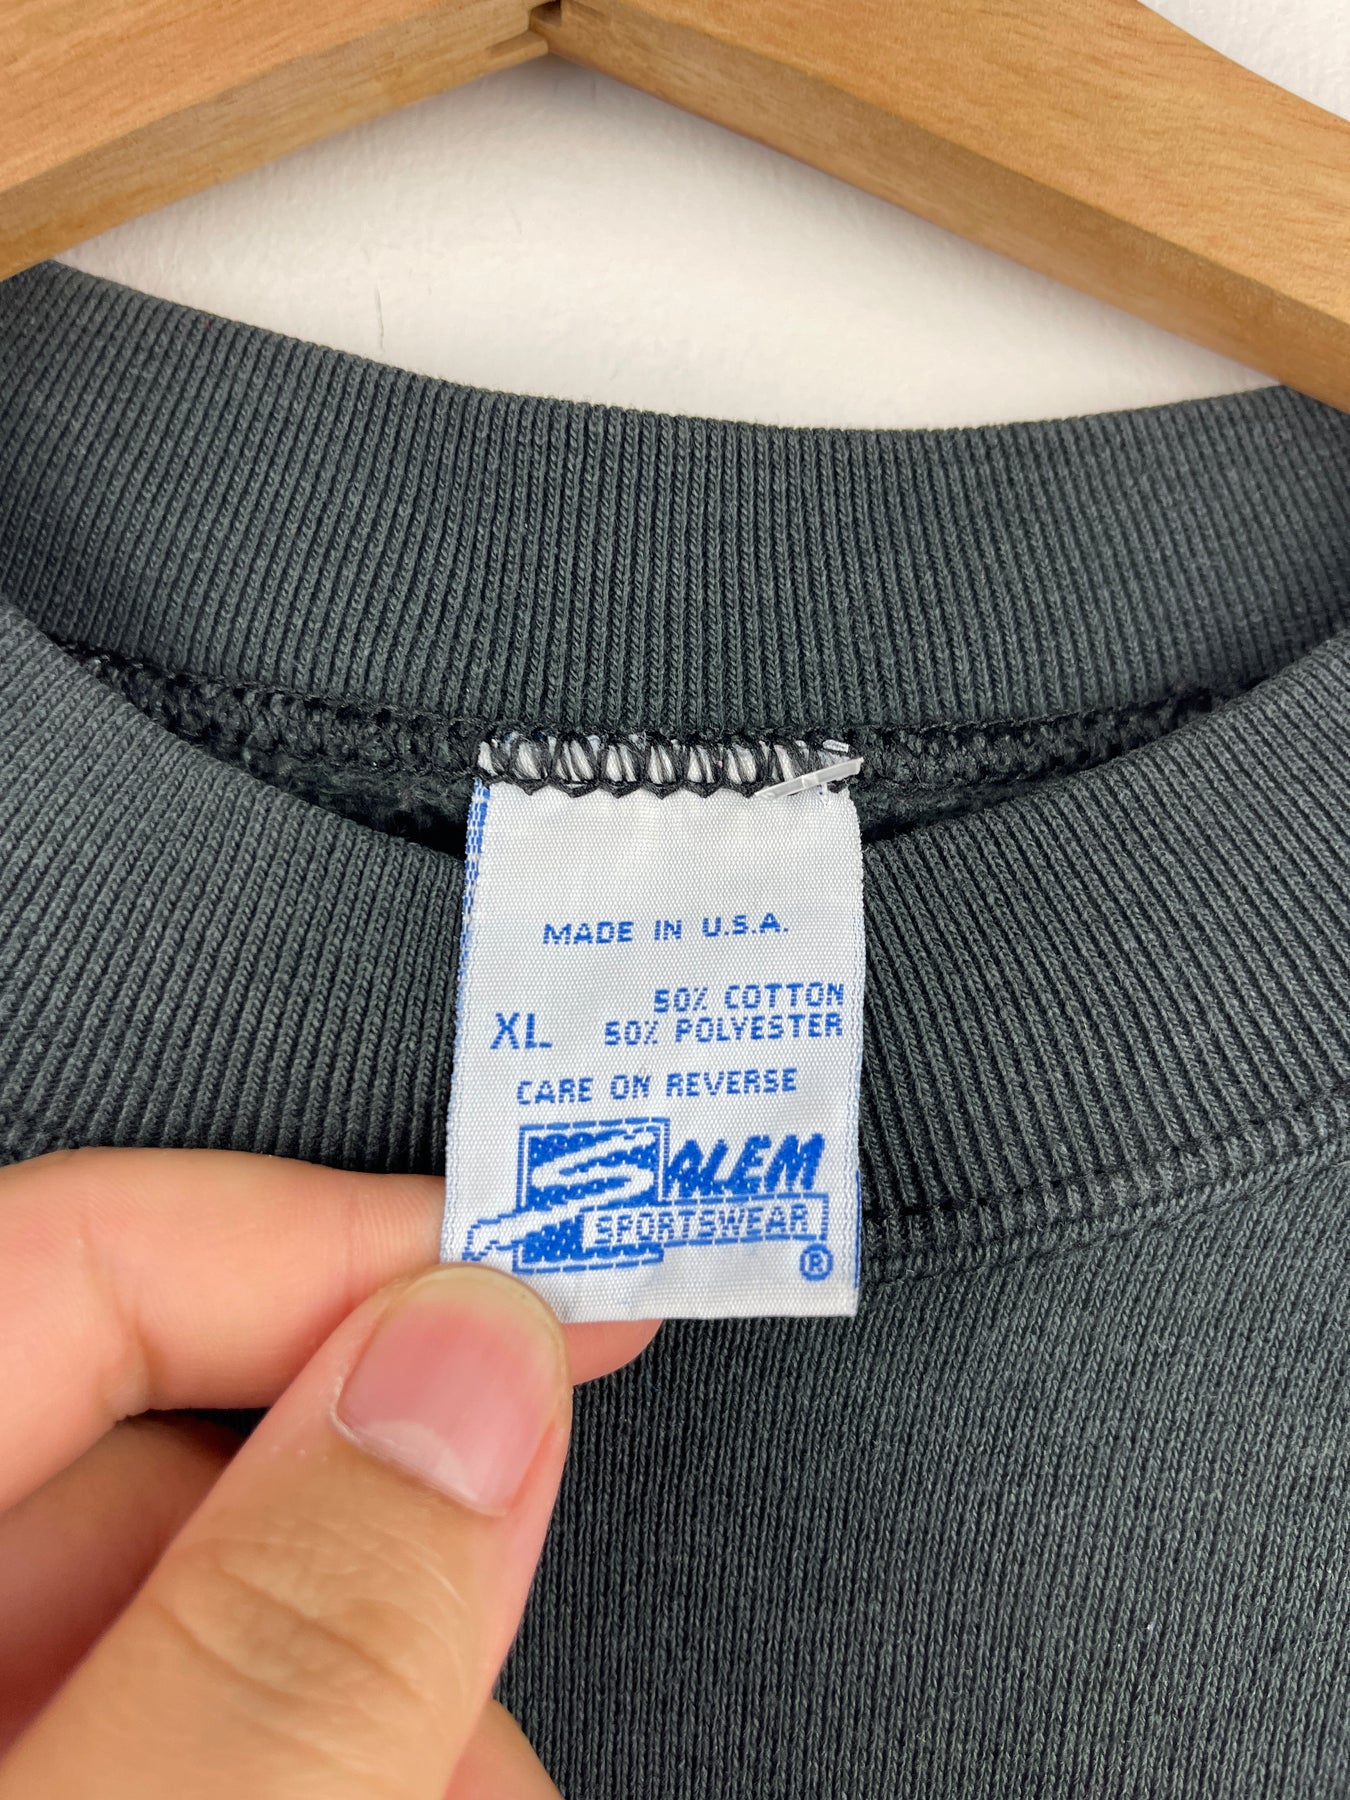 MADE IN U.S.A.
50% COTTON
XL 50% POLYESTER
CARE ON REVERSE
SALEM
SPORTSWEAR
®